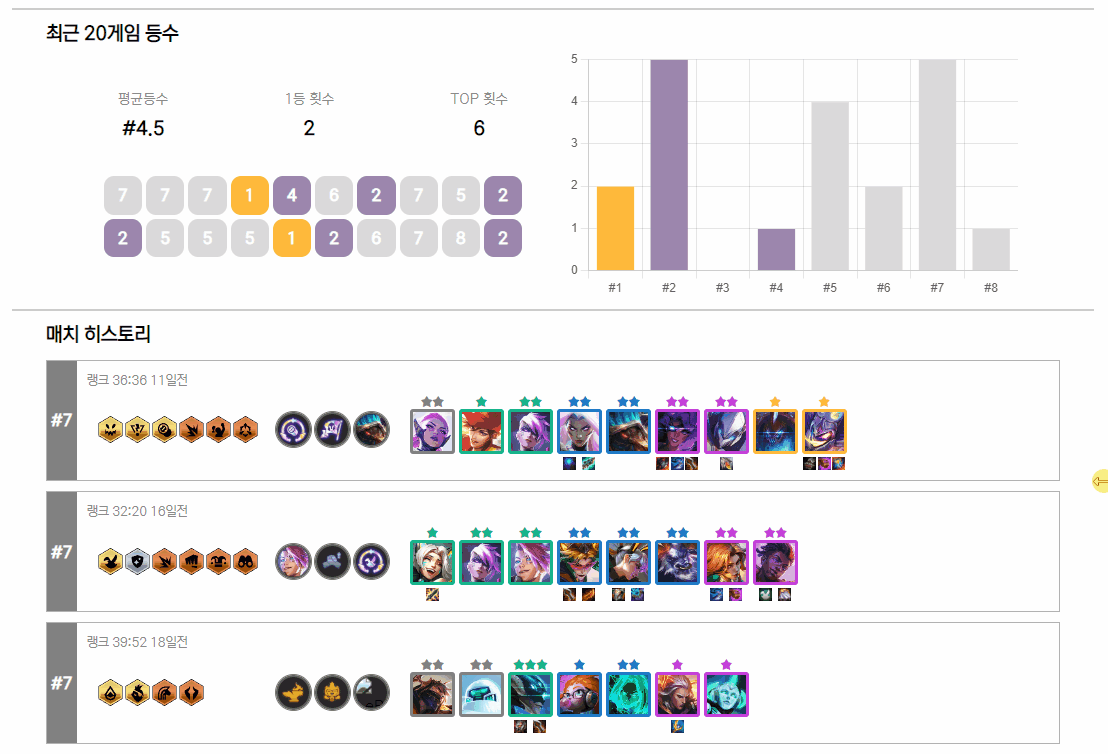 최근 20게임 등수
평균등수 1등 횟수 TOP 횟수
#4.5 2 6
7 7 7 1 4 6 2 7 5 2
2 5 5 5 1 2 6 7 8 2
5
4
3
2
1
0
#1 #2 #3 #4 #5 #6 #7 #8
매치 히스토리
랭크 36:36 11일전
#7
랭크 32:20 16일전
#7
랭크 39:52 18일전
#7